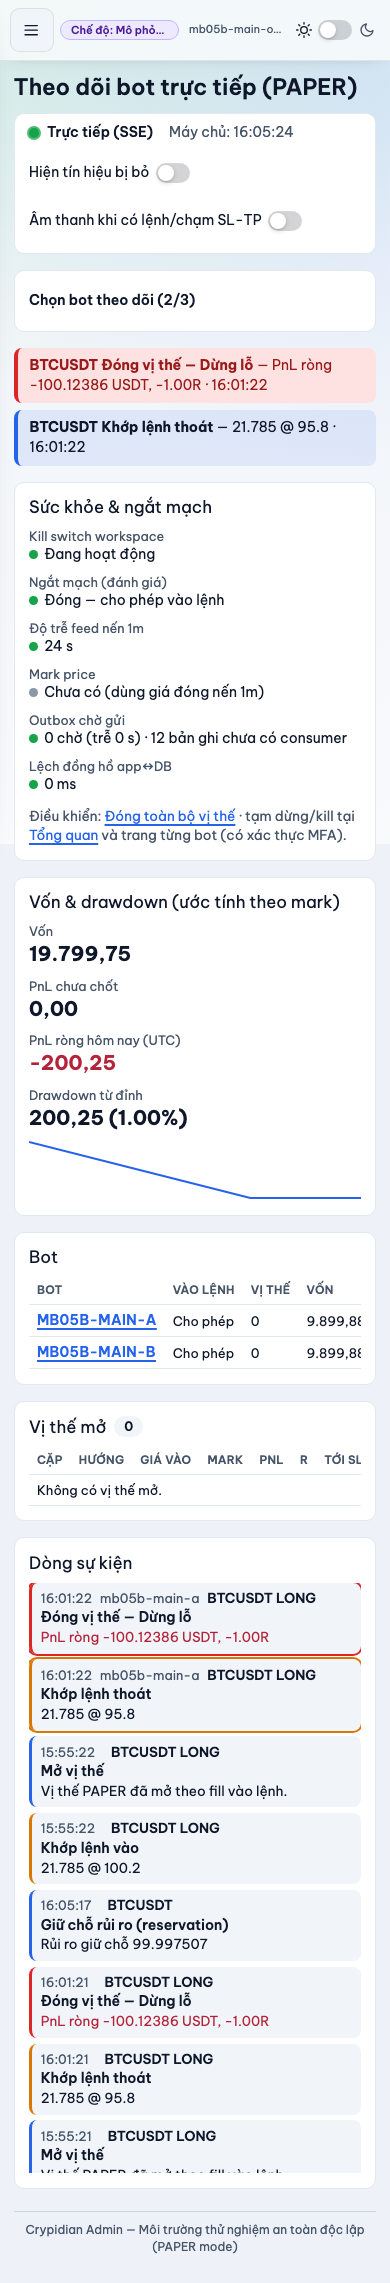 Chế độ: Mô phỏ...
mb05b-main-o...
Theo dõi bot trực tiếp (PAPER)
Trực tiếp (SSE) Máy chủ: 16:05:24
Hiện tín hiệu bị bỏ
Âm thanh khi có lệnh/chạm SL-TP
Chọn bot theo dõi (2/3)
BTCUSDT Đóng vị thế — Dừng lỗ — PnL ròng
-100.12386 USDT, -1.00R · 16:01:22
BTCUSDT Khớp lệnh thoát — 21.785 @ 95.8 ·
16:01:22
Sức khỏe & ngắt mạch
Kill switch workspace
Đang hoạt động
Ngắt mạch (đánh giá)
Đóng — cho phép vào lệnh
Độ trễ feed nến 1m
24 s
Mark price
Chưa có (dùng giá đóng nến 1m)
Outbox chờ gửi
0 chờ (trễ 0 s) · 12 bản ghi chưa có consumer
Lệch đồng hồ app↔DB
0 ms
Điều khiển: Đóng toàn bộ vị thế · tạm dừng/kill tại
Tổng quan và trang từng bot (có xác thực MFA).
Vốn & drawdown (ước tính theo mark)
Vốn
19.799,75
PnL chưa chốt
0,00
PnL ròng hôm nay (UTC)
-200,25
Drawdown từ đỉnh
200,25 (1.00%)
Bot
BOT VÀO LỆNH VỊ THẾ VỐN
MB05B-MAIN-A Cho phép 0 9.899,88
MB05B-MAIN-B Cho phép 0 9.899,88
Vị thế mở 0
CẶP HƯỚNG GIÁ VÀO MARK PNL R TỚI SL
Không có vị thế mở.
Dòng sự kiện
16:01:22 mb05b-main-a BTCUSDT LONG
Đóng vị thế — Dừng lỗ
PnL ròng -100.12386 USDT, -1.00R
16:01:22 mb05b-main-a BTCUSDT LONG
Khớp lệnh thoát
21.785 @ 95.8
15:55:22 BTCUSDT LONG
Mở vị thế
Vị thế PAPER đã mở theo fill vào lệnh.
15:55:22 BTCUSDT LONG
Khớp lệnh vào
21.785 @ 100.2
16:05:17 BTCUSDT
Giữ chỗ rủi ro (reservation)
Rủi ro giữ chỗ 99.997507
16:01:21 BTCUSDT LONG
Đóng vị thế — Dừng lỗ
PnL ròng -100.12386 USDT, -1.00R
16:01:21 BTCUSDT LONG
Khớp lệnh thoát
21.785 @ 95.8
15:55:21 BTCUSDT LONG
Mở vị thế
Vị thế PAPER đã mở theo fill vào lệnh.
Crypidian Admin — Môi trường thử nghiệm an toàn độc lập
(PAPER mode)